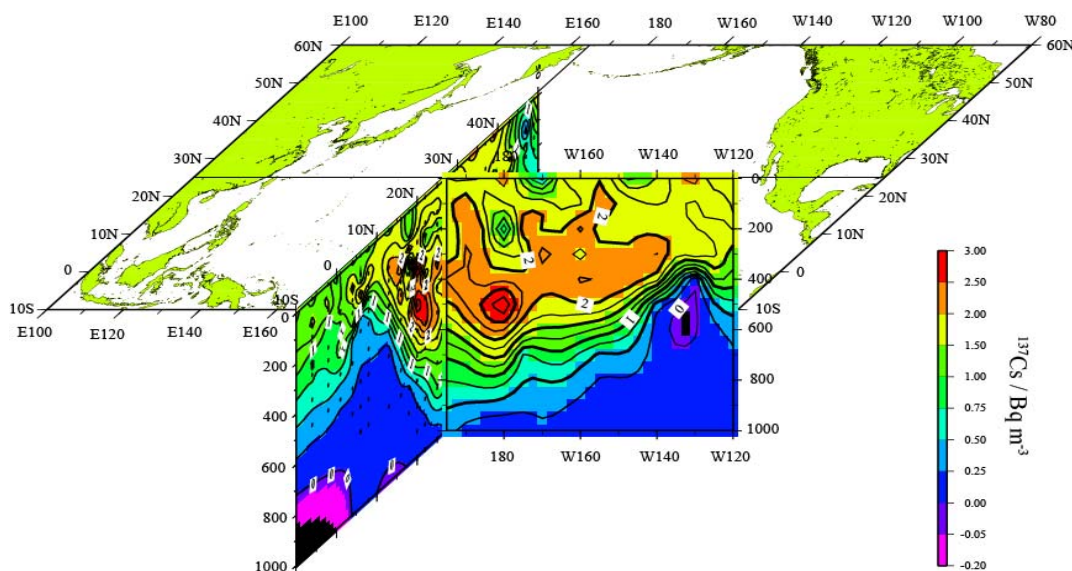 E100 E120 E140 E160 180 W160 W140 W120 W100 W80
60N 60N
50N 50N
40N 40N 40N
30N 30N 180 W160 W140 W120 30N
20N 20N 0 20N
10N 10N 200 10N
0 0 400 0
10S 10S 10S
E100 E120 E140 E160 0 600
200 800
400 1000
180 W160 W140 W120
600
800
1000
2
2
2
1
0
3.00
2.50
2.00
1.50
1.00
0.75
0.50
0.25
0.00
-0.05
-0.20
¹³⁷Cs / Bq m⁻³